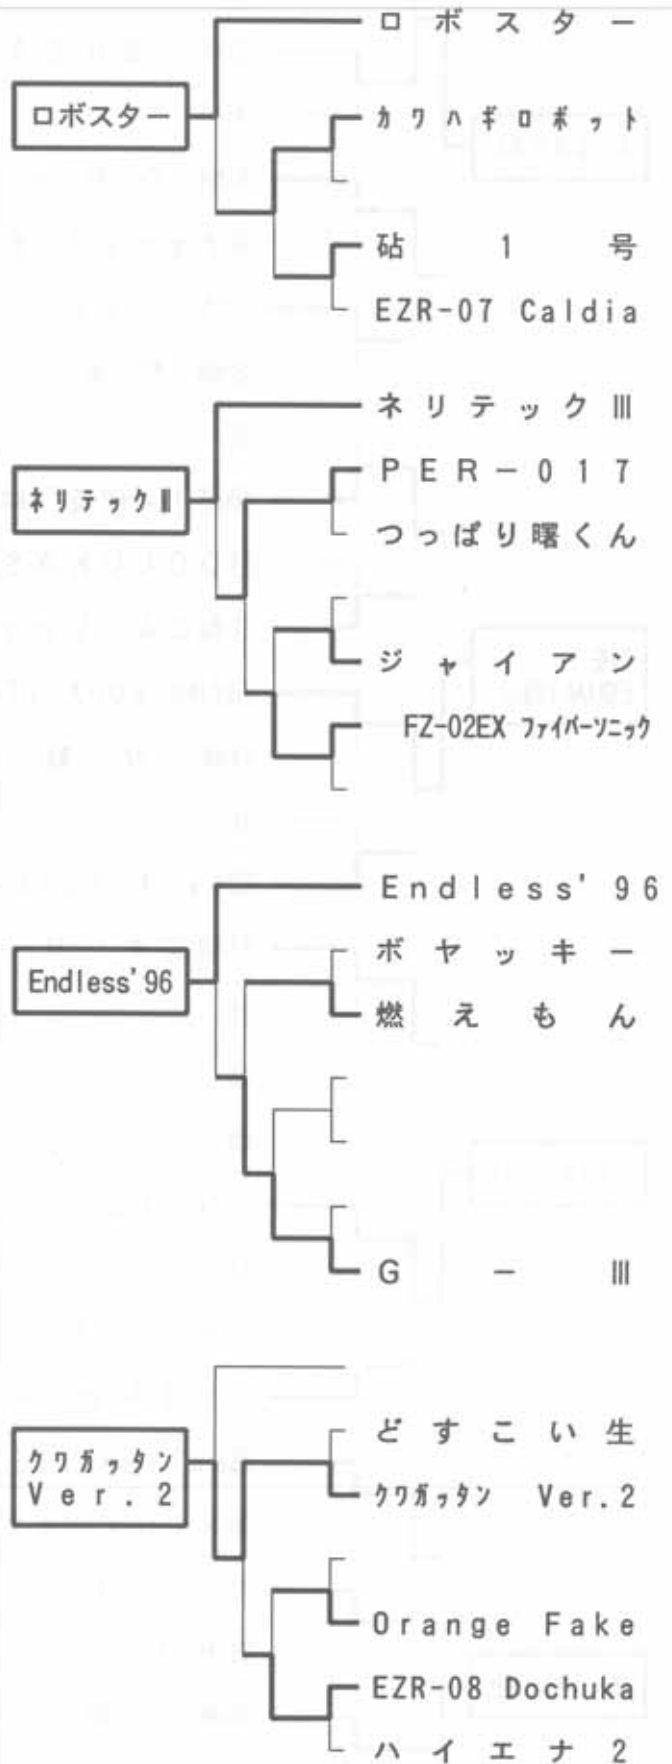 ロボスター
ロボスター
カワハギロボット
砧1号
EZR-07 Caldia
ネリテックⅢ
ネリテックⅢ
PER-017
つっぱり曙くん
ジャイアン
FZ-02EX ファイバーソニック
Endless'96
Endless'96
ボヤッキー
燃えもん
G-Ⅲ
クワガッタン
Ver.2
どすこい生
クワガッタン Ver.2
Orange Fake
EZR-08 Dochuka
ハイエナ2